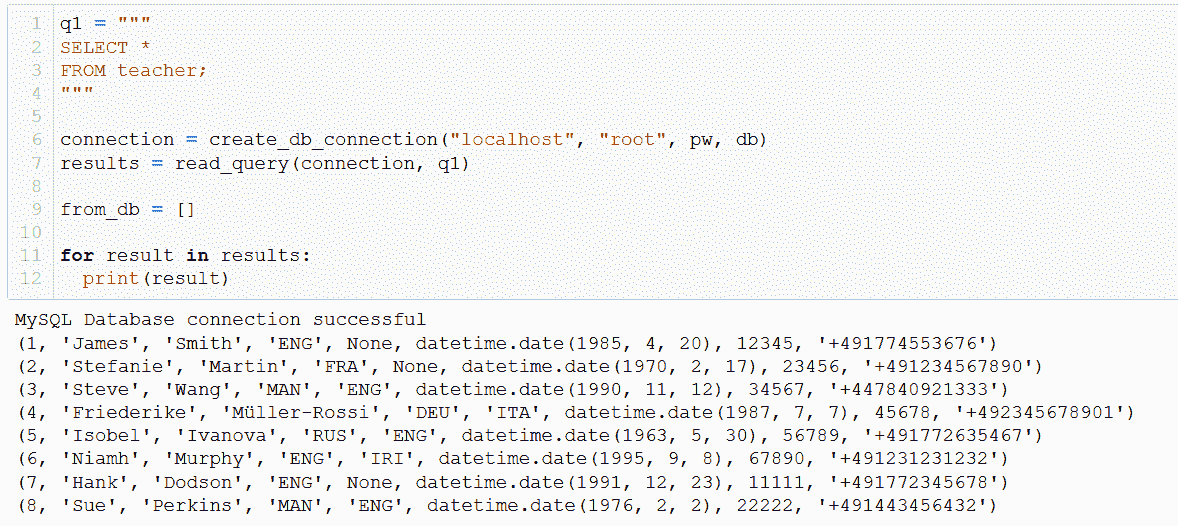 1 q1 = """
2 SELECT *
3 FROM teacher;
4 """
5
6 connection = create_db_connection("localhost", "root", pw, db)
7 results = read_query(connection, q1)
8
9 from_db = []
10
11 for result in results:
12   print(result)
MySQL Database connection successful
(1, 'James', 'Smith', 'ENG', None, datetime.date(1985, 4, 20), 12345, '+491774553676')
(2, 'Stefanie', 'Martin', 'FRA', None, datetime.date(1970, 2, 17), 23456, '+491234567890')
(3, 'Steve', 'Wang', 'MAN', 'ENG', datetime.date(1990, 11, 12), 34567, '+447840921333')
(4, 'Friederike', 'Müller-Rossi', 'DEU', 'ITA', datetime.date(1987, 7, 7), 45678, '+492345678901')
(5, 'Isobel', 'Ivanova', 'RUS', 'ENG', datetime.date(1963, 5, 30), 56789, '+491772635467')
(6, 'Niamh', 'Murphy', 'ENG', 'IRI', datetime.date(1995, 9, 8), 67890, '+491231231232')
(7, 'Hank', 'Dodson', 'ENG', None, datetime.date(1991, 12, 23), 11111, '+491772345678')
(8, 'Sue', 'Perkins', 'MAN', 'ENG', datetime.date(1976, 2, 2), 22222, '+491443456432')